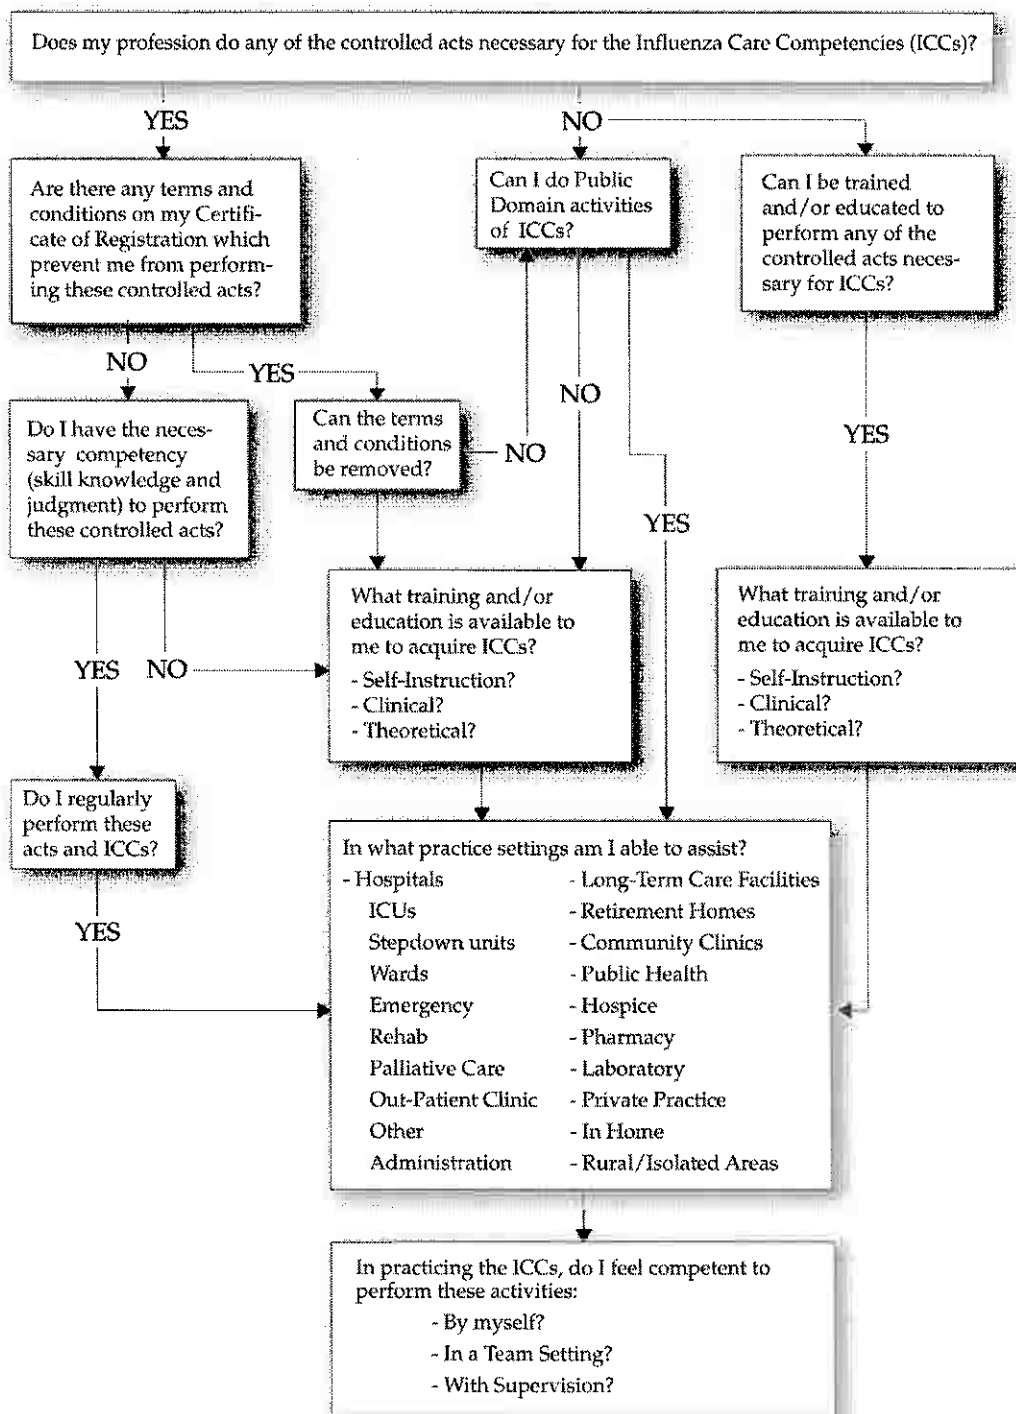 Does my profession do any of the controlled acts necessary for the Influenza Care Competencies (ICCs)?
YES
NO
Are there any terms and
conditions on my Certifi-
cate of Registration which
prevent me from perform-
ing these controlled acts?
Can I do Public
Domain activities
of ICCs?
Can I be trained
and/or educated to
perform any of the
controlled acts neces-
sary for ICCs?
NO
YES
NO
YES
Do I have the neces-
sary competency
(skill knowledge and
judgment) to perform
these controlled acts?
Can the terms
and conditions
be removed?
NO
YES
What training and/or
education is available to
me to acquire ICCs?
- Self-Instruction?
- Clinical?
- Theoretical?
What training and/or
education is available to
me to acquire ICCs?
- Self-Instruction?
- Clinical?
- Theoretical?
YES
NO
Do I regularly
perform these
acts and ICCs?
YES
In what practice settings am I able to assist?
- Hospitals
ICUs
Stepdown units
Wards
Emergency
Rehab
Palliative Care
Out-Patient Clinic
Other
Administration
- Long-Term Care Facilities
- Retirement Homes
- Community Clinics
- Public Health
- Hospice
- Pharmacy
- Laboratory
- Private Practice
- In Home
- Rural/Isolated Areas
In practicing the ICCs, do I feel competent to
perform these activities:
- By myself?
- In a Team Setting?
- With Supervision?